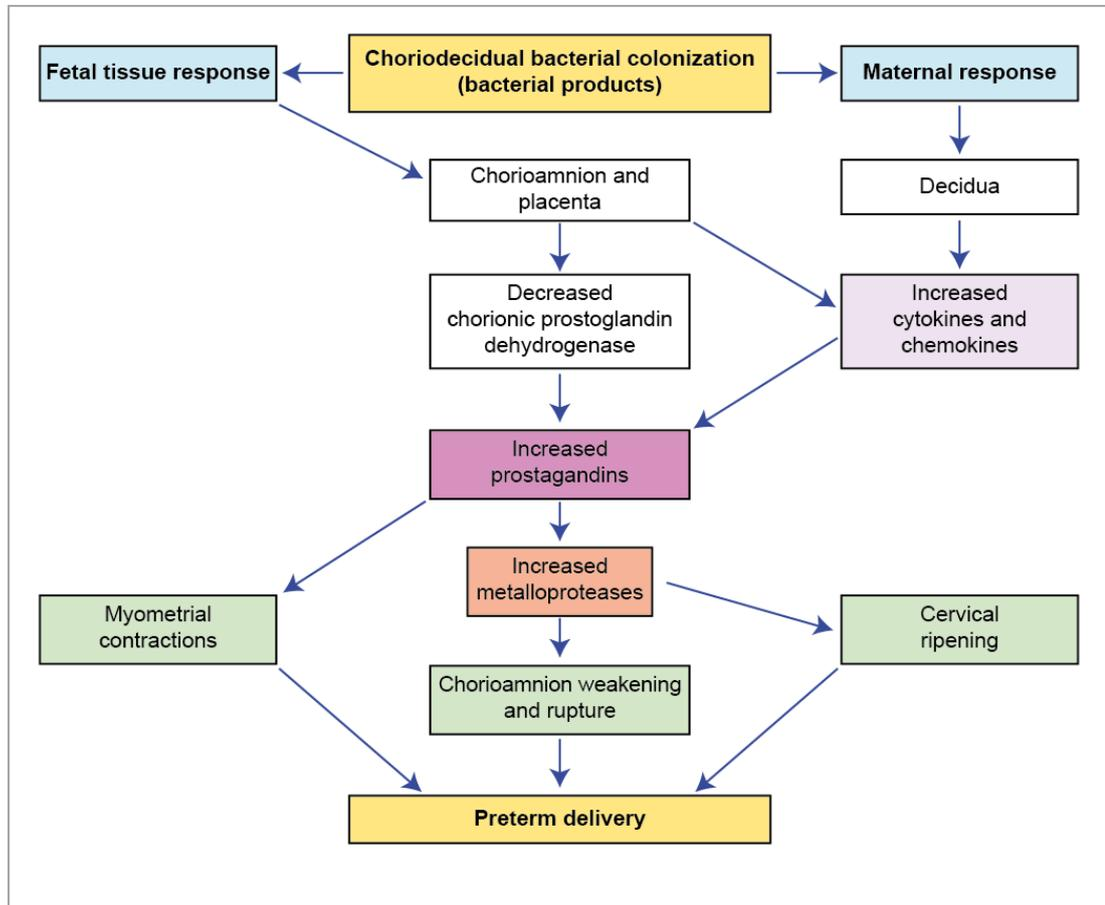 Fetal tissue response
Choriodecidual bacterial colonization
(bacterial products)
Maternal response
Chorioamnion and
placenta
Decidua
Decreased
chorionic prostoglandin
dehydrogenase
Increased
cytokines and
chemokines
Increased
prostagandins
Increased
metalloproteases
Myometrial
contractions
Cervical
ripening
Chorioamnion weakening
and rupture
Preterm delivery